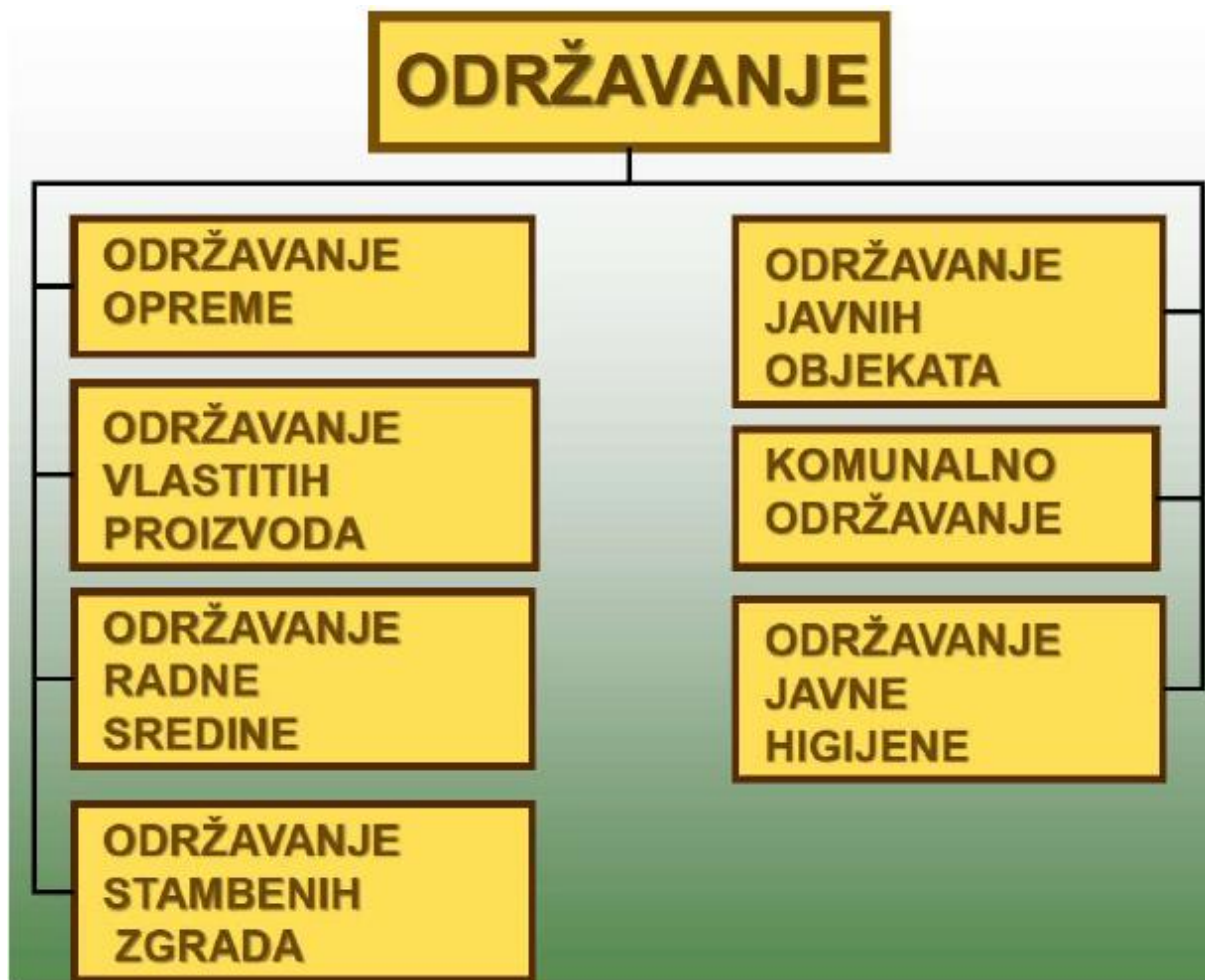 ODRŽAVANJE
ODRŽAVANJE
OPREME
ODRŽAVANJE
VLASTITIH
PROIZVODA
ODRŽAVANJE
RADNE
SREDINE
ODRŽAVANJE
STAMBENIH
ZGRADA
ODRŽAVANJE
JAVNIH
OBJEKATA
KOMUNALNO
ODRŽAVANJE
ODRŽAVANJE
JAVNE
HIGIJENE